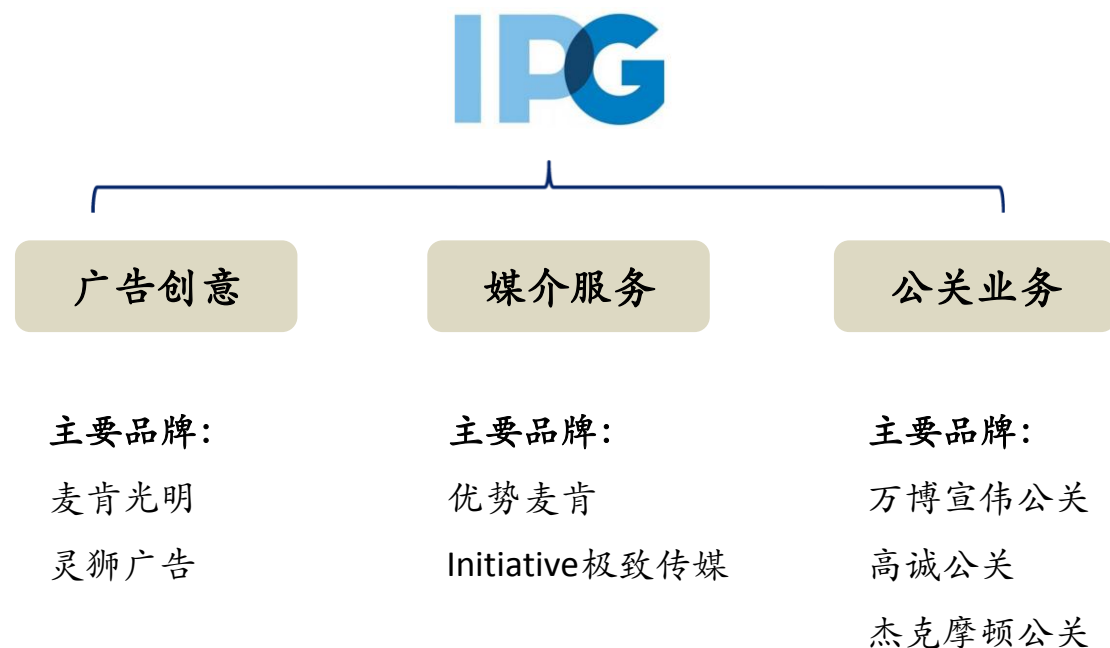 IPG
广告创意
媒介服务
公关业务
主要品牌：
麦肯光明
灵狮广告
主要品牌：
优势麦肯
Initiative极致传媒
主要品牌：
万博宣伟公关
高诚公关
杰克摩顿公关